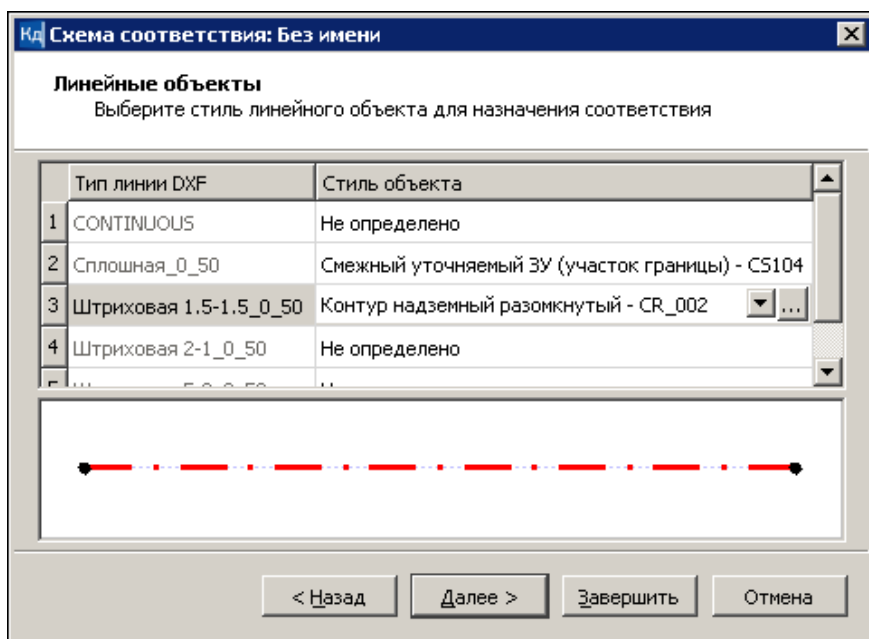 Кд Схема соответствия: Без имени
Линейные объекты
Выберите стиль линейного объекта для назначения соответствия
Тип линии DXF Стиль объекта
1 CONTINUOUS Не определено
2 Сплошная_0_50 Смежный уточняемый ЗУ (участок границы) - CS104
3 Штриховая 1.5-1.5_0_50 Контур надземный разомкнутый - CR_002 ...
4 Штриховая 2-1_0_50 Не определено
< Назад Далее > Завершить Отмена